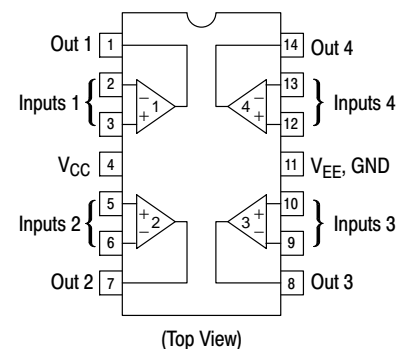 Out 1 1 14 Out 4
2 − 1 − 13
Inputs 1 { + 4 + } Inputs 4
3 12
VCC 4 11 VEE, GND
5 + + 10
Inputs 2 { 2 3 } Inputs 3
6 − − 9
Out 2 7 8 Out 3
(Top View)